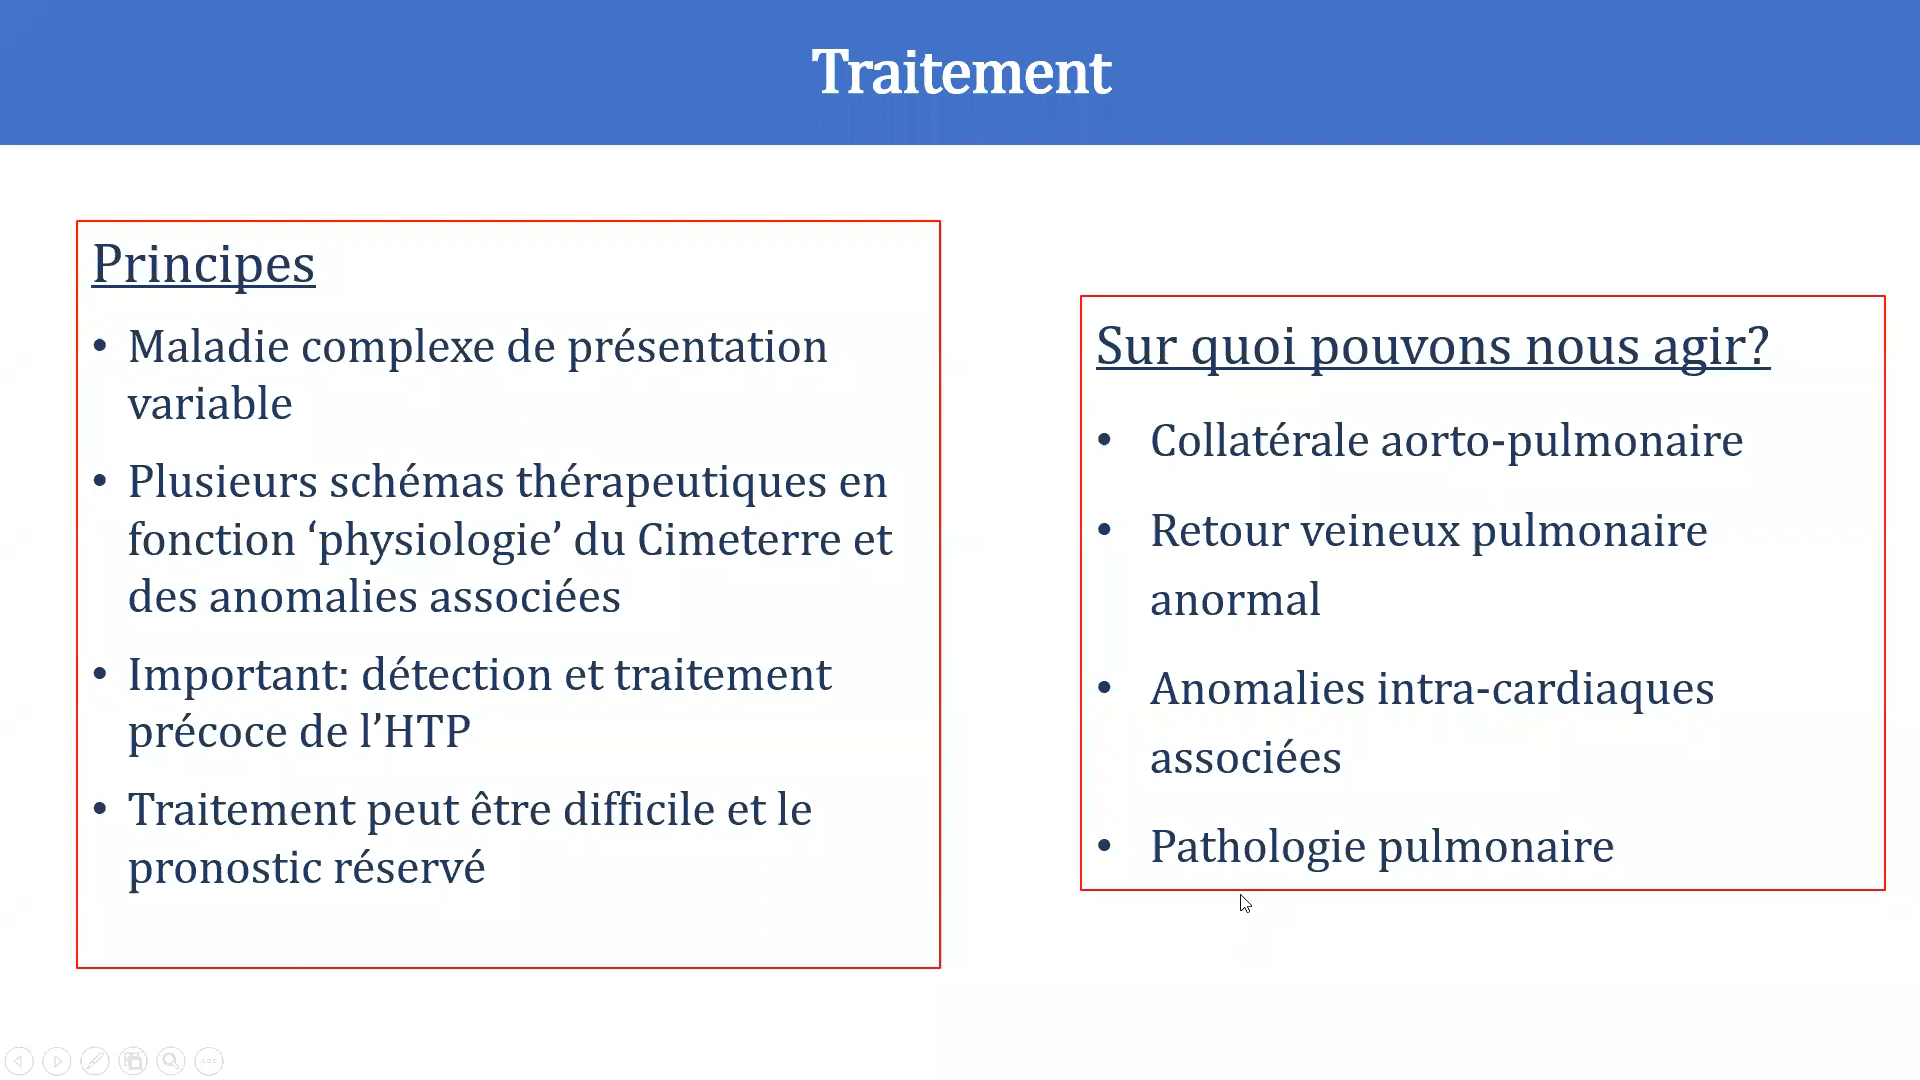 Traitement
Principes
• Maladie complexe de présentation
variable
• Plusieurs schémas thérapeutiques en
fonction ‘physiologie’ du Cimeterre et
des anomalies associées
• Important: détection et traitement
précoce de l’HTP
• Traitement peut être difficile et le
pronostic réservé
Sur quoi pouvons nous agir?
• Collatérale aorto-pulmonaire
• Retour veineux pulmonaire
anormal
• Anomalies intra-cardiaques
associées
• Pathologie pulmonaire